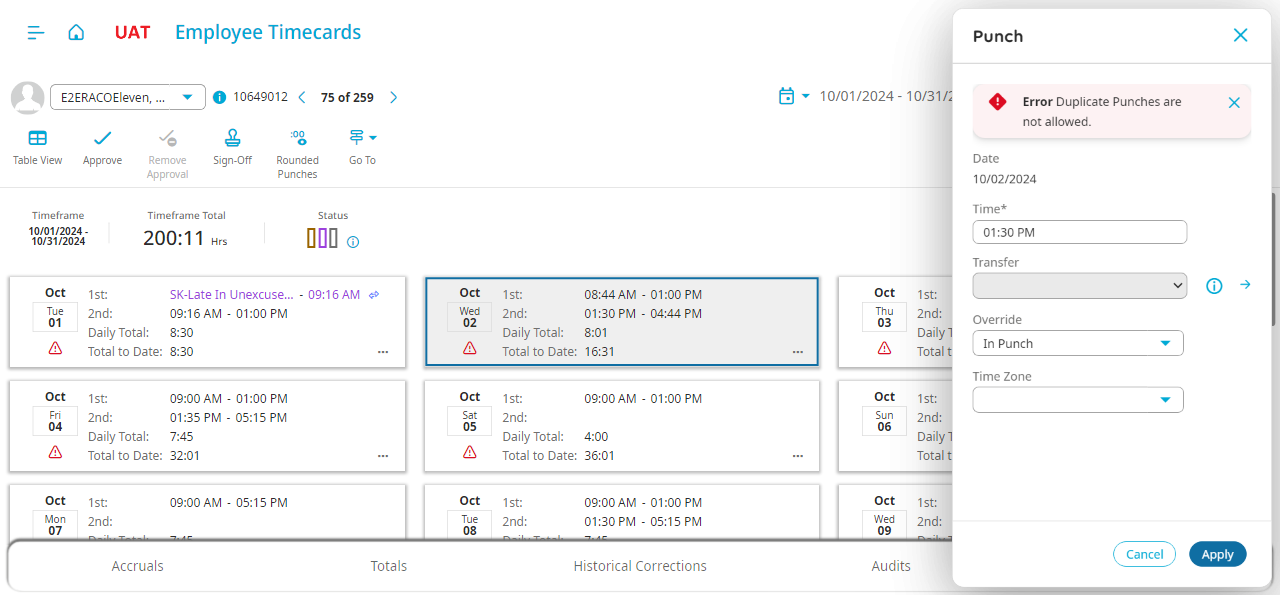 UAT Employee Timecards
E2ERACOEleven, ... 10649012 75 of 259 10/01/2024 - 10/31/2
Table View
Approve
Remove Approval
Sign-Off
:00
Rounded Punches
Go To
Timeframe
10/01/2024 -
10/31/2024
Timeframe Total
200:11 Hrs
Status
Oct
Tue
01
1st: SK-Late In Unexcuse... - 09:16 AM
2nd: 09:16 AM - 01:00 PM
Daily Total: 8:30
Total to Date: 8:30
...
Oct
Wed
02
1st: 08:44 AM - 01:00 PM
2nd: 01:30 PM - 04:44 PM
Daily Total: 8:01
Total to Date: 16:31
...
Oct
Thu
03
1st:
2nd:
Daily T
Total t
Oct
Fri
04
1st: 09:00 AM - 01:00 PM
2nd: 01:35 PM - 05:15 PM
Daily Total: 7:45
Total to Date: 32:01
...
Oct
Sat
05
1st: 09:00 AM - 01:00 PM
2nd:
Daily Total: 4:00
Total to Date: 36:01
...
Oct
Sun
06
1st:
2nd:
Daily T
Total t
Oct
Mon
07
1st: 09:00 AM - 05:15 PM
2nd:
Daily Total: 7:45
Oct
Tue
08
1st: 09:00 AM - 01:00 PM
2nd: 01:30 PM - 05:15 PM
Daily Total: 7:45
Oct
Wed
09
1st:
2nd:
Daily T
Accruals Totals Historical Corrections Audits
Punch
Error Duplicate Punches are
not allowed.
Date
10/02/2024
Time*
01:30 PM
Transfer
Override
In Punch
Time Zone
Cancel Apply